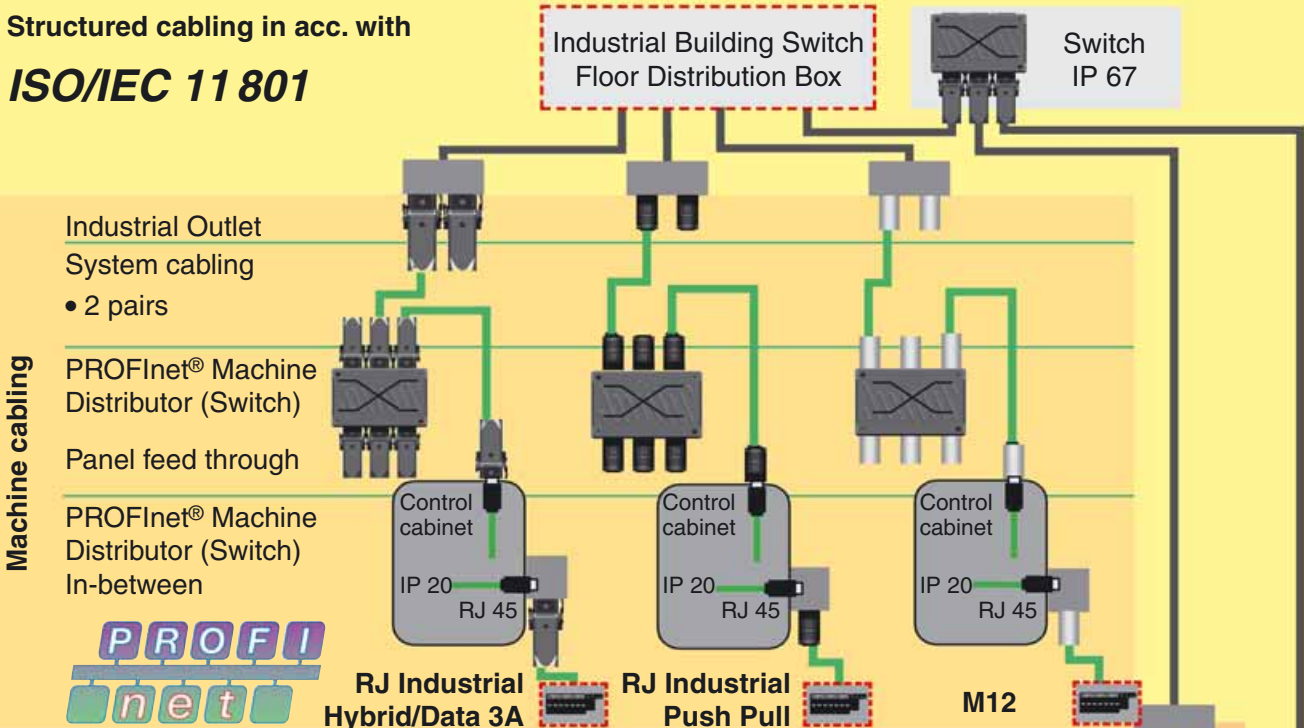 Structured cabling in acc. with
ISO/IEC 11 801
Industrial Building Switch
Floor Distribution Box
Switch
IP 67
Industrial Outlet
System cabling
• 2 pairs
Machine cabling
PROFInet® Machine
Distributor (Switch)
Panel feed through
PROFInet® Machine
Distributor (Switch)
In-between
Control
cabinet
IP 20
RJ 45
Control
cabinet
IP 20
RJ 45
Control
cabinet
IP 20
RJ 45
PROFI
net
RJ Industrial
Hybrid/Data 3A
RJ Industrial
Push Pull
M12